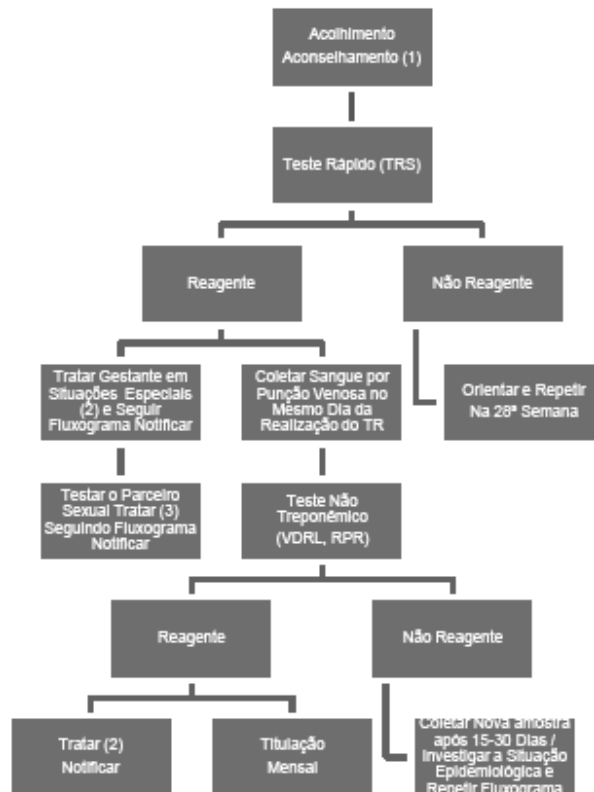 Acolhimento
Aconselhamento (1)
Teste Rápido (TRS)
Reagente
Não Reagente
Tratar Gestante em
Situações Especiais
(2) e Seguir
Fluxograma Notificar
Coletar Sangue por
Punção Venosa no
Mesmo Dia da
Realização do TR
Orientar e Repetir
Na 28ª Semana
Testar o Parceiro
Sexual Tratar (3)
Seguindo Fluxograma
Notificar
Teste Não
Treponêmico
(VDRL, RPR)
Reagente
Não Reagente
Tratar (2)
Notificar
Titulação
Mensal
Coletar Nova amostra
após 15-30 Dias /
Investigar a Situação
Epidemiológica e
Repetir Fluxograma